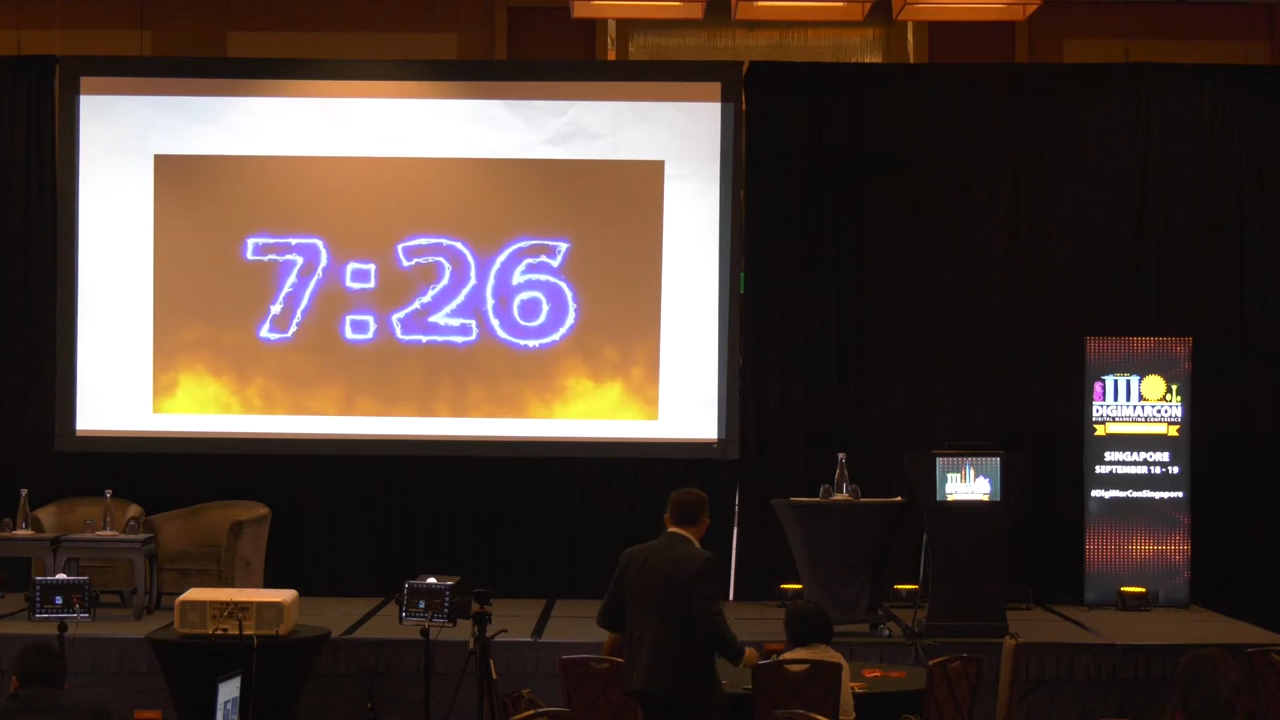 7:26
DIGIMARCON
DIGITAL MARKETING CONFERENCE
SINGAPORE
SEPTEMBER 18 - 19
#DigiMarConSingapore